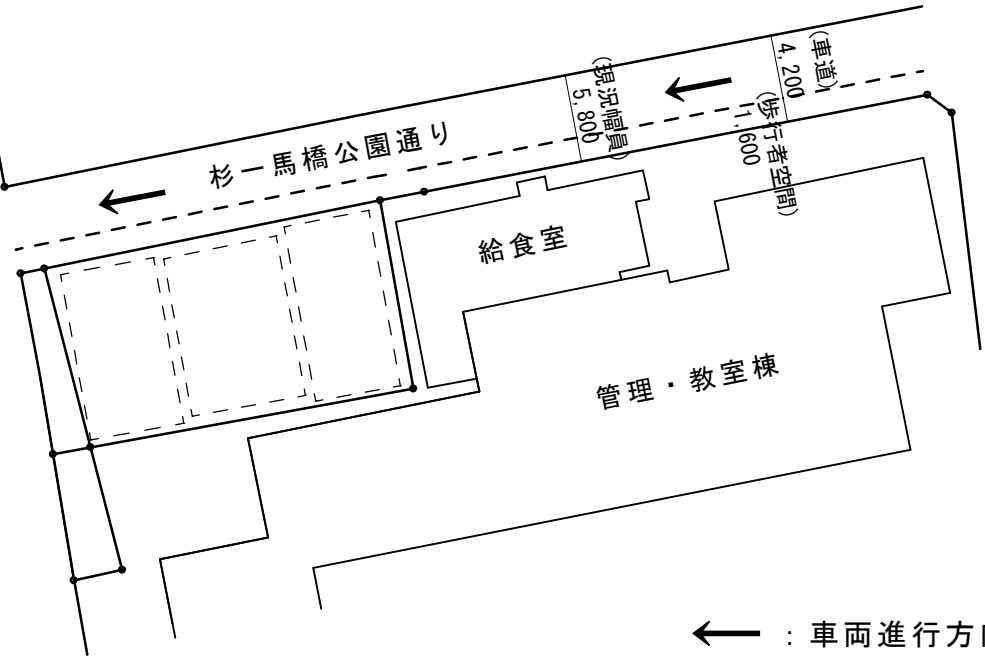 (車道)
4,200
(現況幅員)
5,800
(歩行者空間)
1,600
杉一馬橋公園通り
給食室
管理・教室棟
：車両進行方